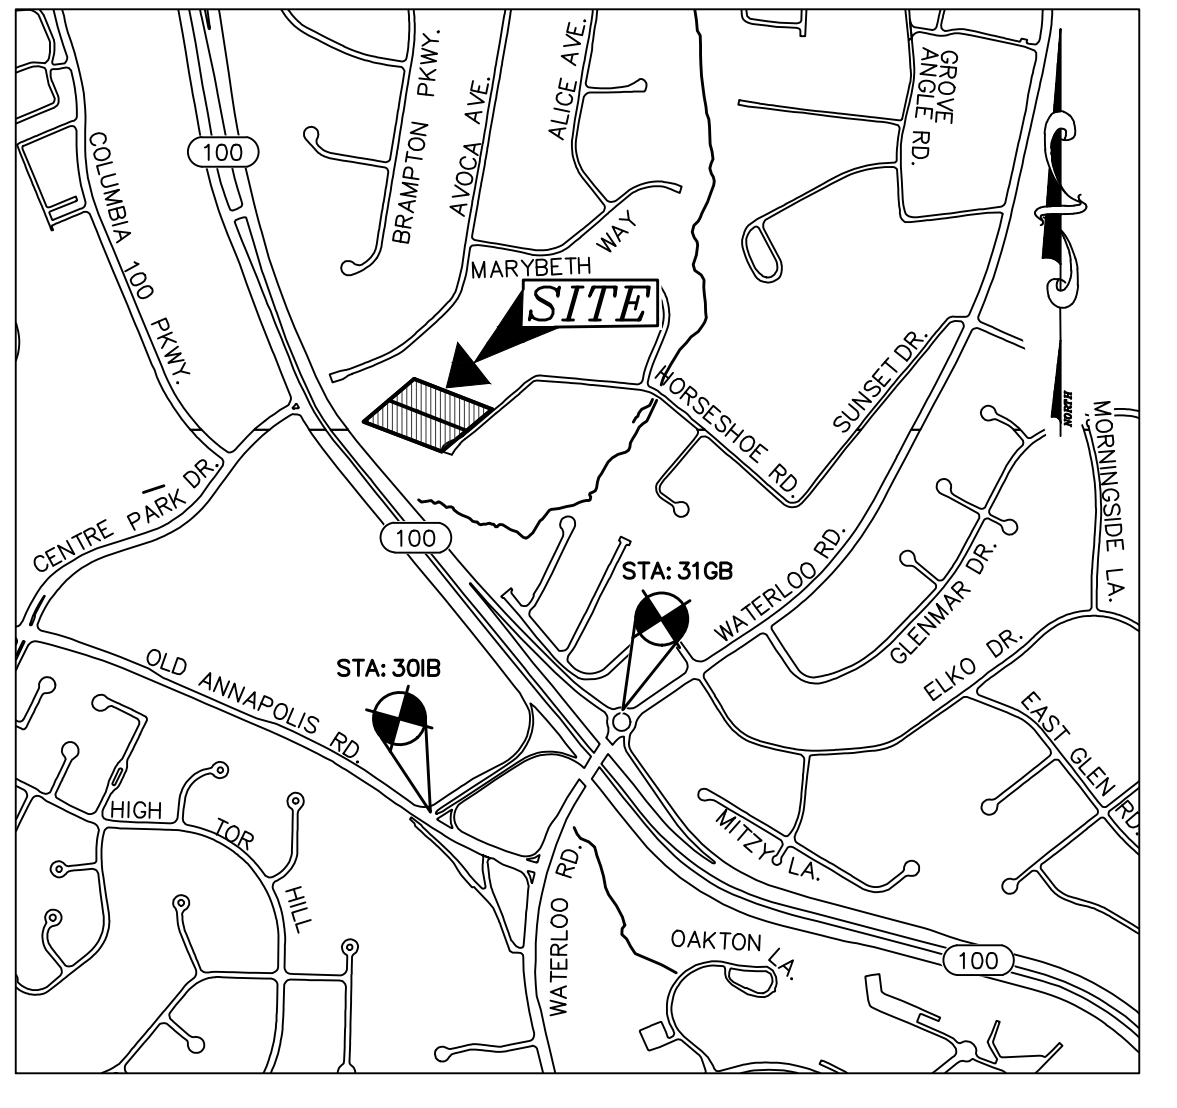 BRAMPTON PKWY.
AVOCA AVE.
ALICE AVE.
GROVE
ANGLE RD.
COLUMBIA 100 PKWY.
100
MARYBETH WAY
SITE
NORTH
HORSESHOE RD.
SUNSET DR.
MORNINGSIDE LA.
CENTRE PARK DR.
100
STA: 31GB
WATERLOO RD.
GLENMAR DR.
ELKO DR.
EAST GLEN RD.
OLD ANNAPOLIS RD.
STA: 30IB
HIGH TOR HILL
MITZY LA.
WATERLOO RD.
OAKTON LA.
100